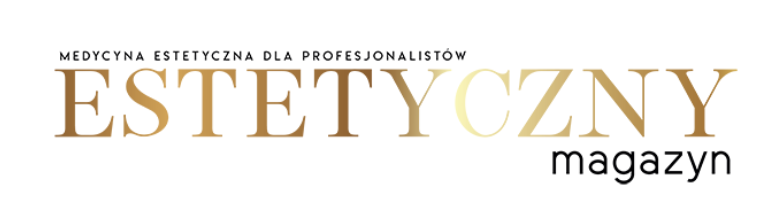 MEDYCYNA ESTETYCZNA DLA PROFESJONALISTÓW
ESTETYCZNY
magazyn